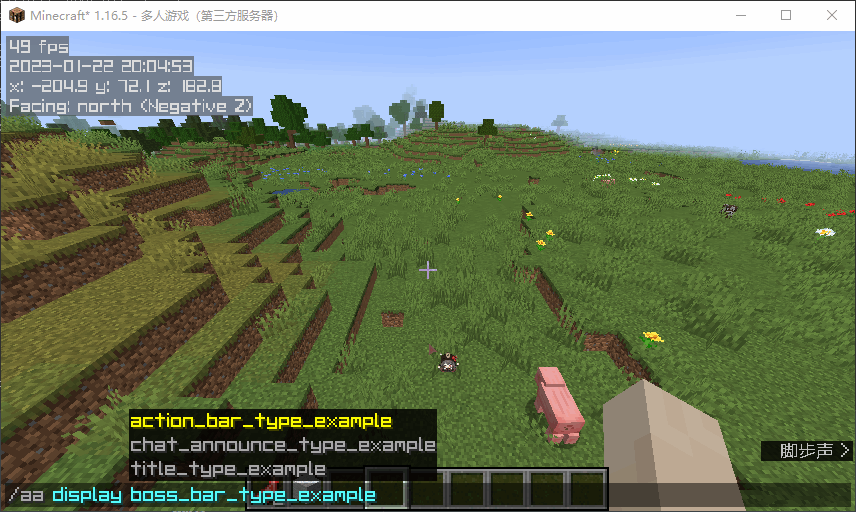 Minecraft* 1.16.5 - 多人游戏（第三方服务器）
49 fps
2023-01-22 20:04:53
x: -204.9 y: 72.1 z: 182.8
Facing: north (Negative Z)
action_bar_type_example
chat_announce_type_example
title_type_example
脚步声 >
/aa display boss_bar_type_example